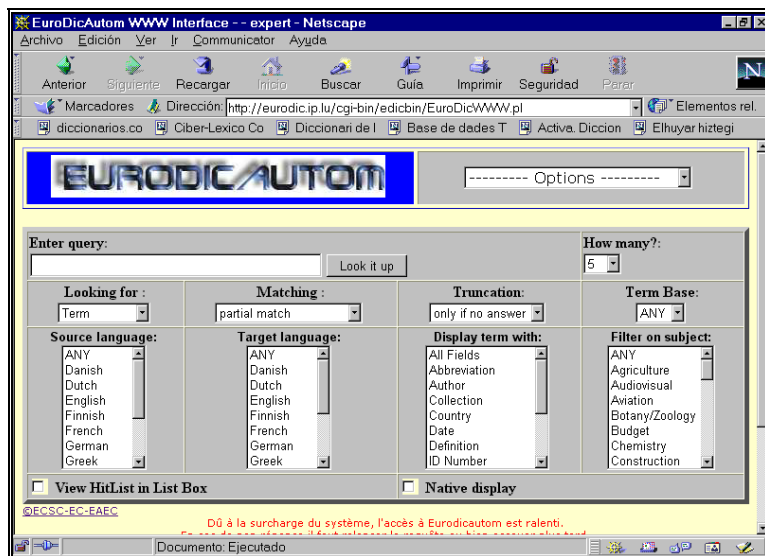 EuroDicAutom WWW Interface - - expert - Netscape
Archivo Edición Ver Ir Communicator Ayuda
Anterior Siguiente Recargar Inicio Buscar Guía Imprimir Seguridad Parar
Marcadores Dirección: http://eurodic.ip.lu/cgi-bin/edicbin/EuroDicWWW.pl Elementos rel.
diccionarios.co Ciber-Lexico Co Diccionari de l Base de dades T Activa. Diccion Elhuyar hiztegi
EURODICAUTOM --------- Options ---------
Enter query: How many?:
Look it up 5
Looking for : Matching : Truncation: Term Base:
Term partial match only if no answer ANY
Source language: Target language: Display term with: Filter on subject:
ANY ANY All Fields ANY
Danish Danish Abbreviation Agriculture
Dutch Dutch Author Audiovisual
English English Collection Aviation
Finnish Finnish Country Botany/Zoology
French French Date Budget
German German Definition Chemistry
Greek Greek ID Number Construction
View HitList in List Box Native display
©ECSC-EC-EAEC
Dû à la surcharge du système, l'accès à Eurodicautom est ralenti.
Documento: Ejecutado